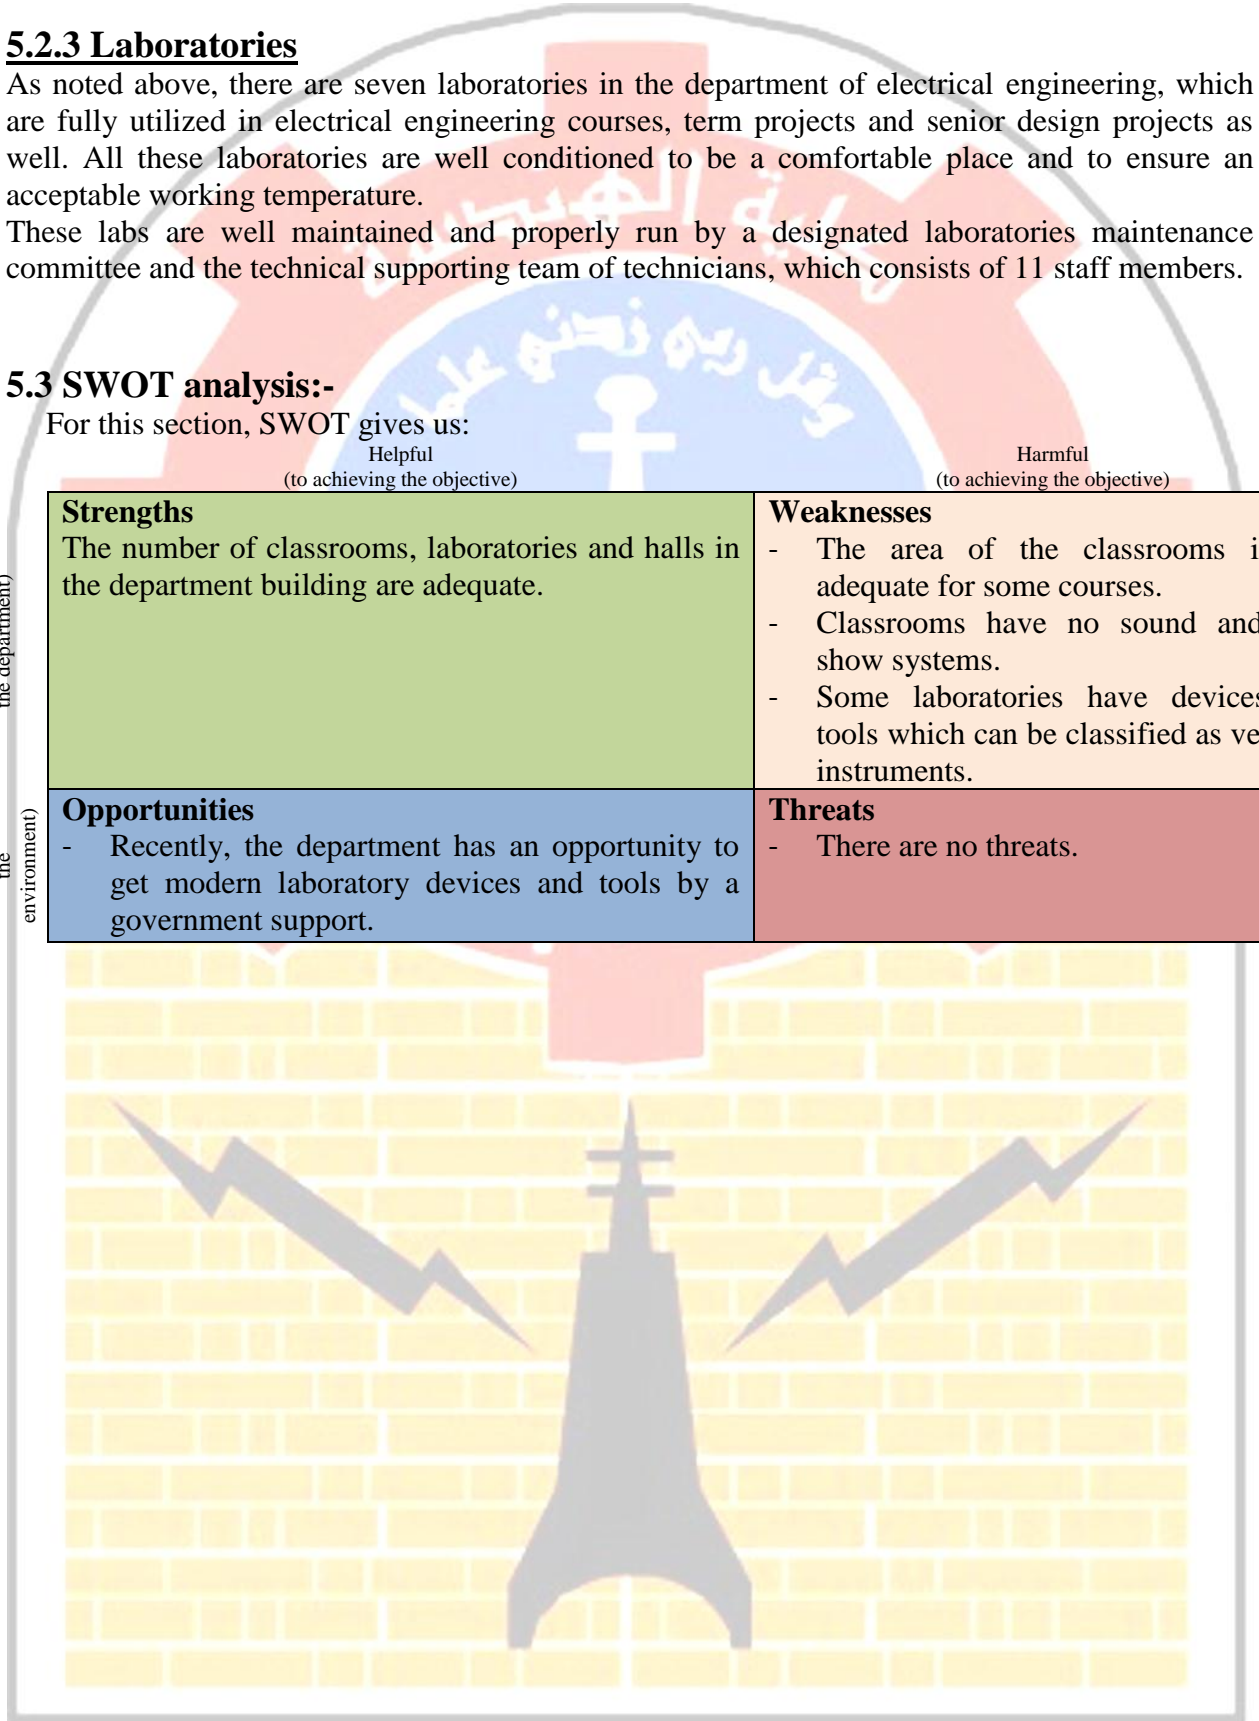 5.2.3 Laboratories
As noted above, there are seven laboratories in the department of electrical engineering, which
are fully utilized in electrical engineering courses, term projects and senior design projects as
well. All these laboratories are well conditioned to be a comfortable place and to ensure an
acceptable working temperature.
These labs are well maintained and properly run by a designated laboratories maintenance
committee and the technical supporting team of technicians, which consists of 11 staff members.
كلية الهندسة
وقل ربي زدني علما
5.3 SWOT analysis:-
For this section, SWOT gives us:
Helpful
(to achieving the objective)
Harmful
(to achieving the objective)
the department)
Strengths
The number of classrooms, laboratories and halls in
the department building are adequate.
Weaknesses
- The area of the classrooms
adequate for some courses.
- Classrooms have no sound and
show systems.
- Some laboratories have devices
tools which can be classified as
instruments.
the
environment)
Opportunities
- Recently, the department has an opportunity to
get modern laboratory devices and tools by a
government support.
Threats
- There are no threats.